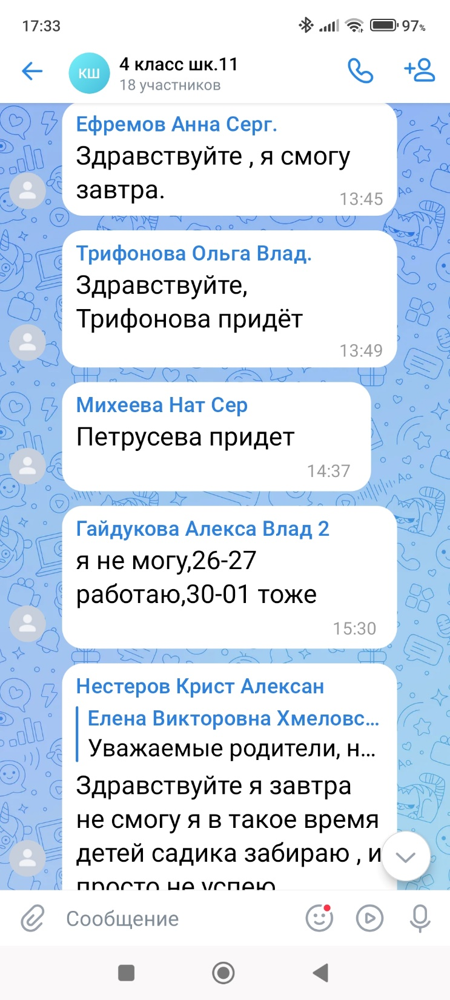 17:33
97%
КШ
4 класс шк.11
18 участников
Ефремов Анна Серг.
Здравствуйте , я смогу
завтра.
13:45
Трифонова Ольга Влад.
Здравствуйте,
Трифонова придёт
13:49
Михеева Нат Сер
Петрусева придет
14:37
Гайдукова Алекса Влад 2
я не могу,26-27
работаю,30-01 тоже
15:30
Нестеров Крист Алексан
Елена Викторовна Хмеловс...
Уважаемые родители, н...
Здравствуйте я завтра
не смогу я в такое время
детей садика забираю , и
просто не успею
Сообщение